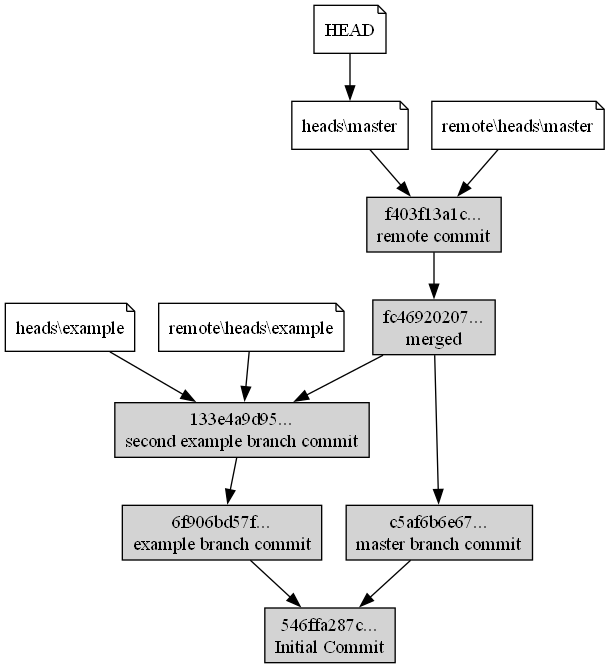 HEAD
heads\master
remote\heads\master
f403f13a1c...
remote commit
heads\example
remote\heads\example
fc46920207...
merged
133e4a9d95...
second example branch commit
6f906bd57f...
example branch commit
c5af6b6e67...
master branch commit
546ffa287c...
Initial Commit